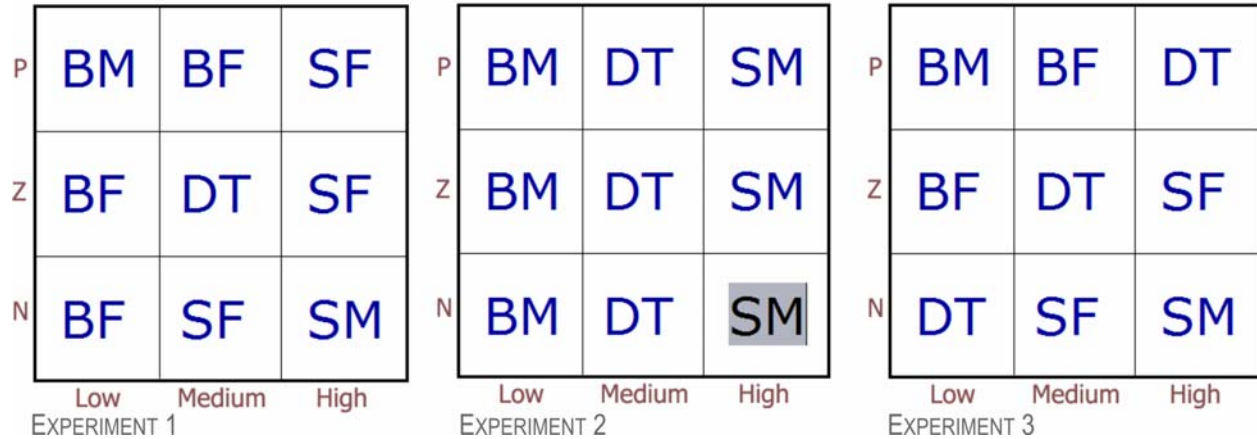 P BM BF SF P BM DT SM P BM BF DT
Z BF DT SF Z BM DT SM Z BF DT SF
N BF SF SM N BM DT SM N DT SF SM
Low Medium High Low Medium High Low Medium High
EXPERIMENT 1 EXPERIMENT 2 EXPERIMENT 3